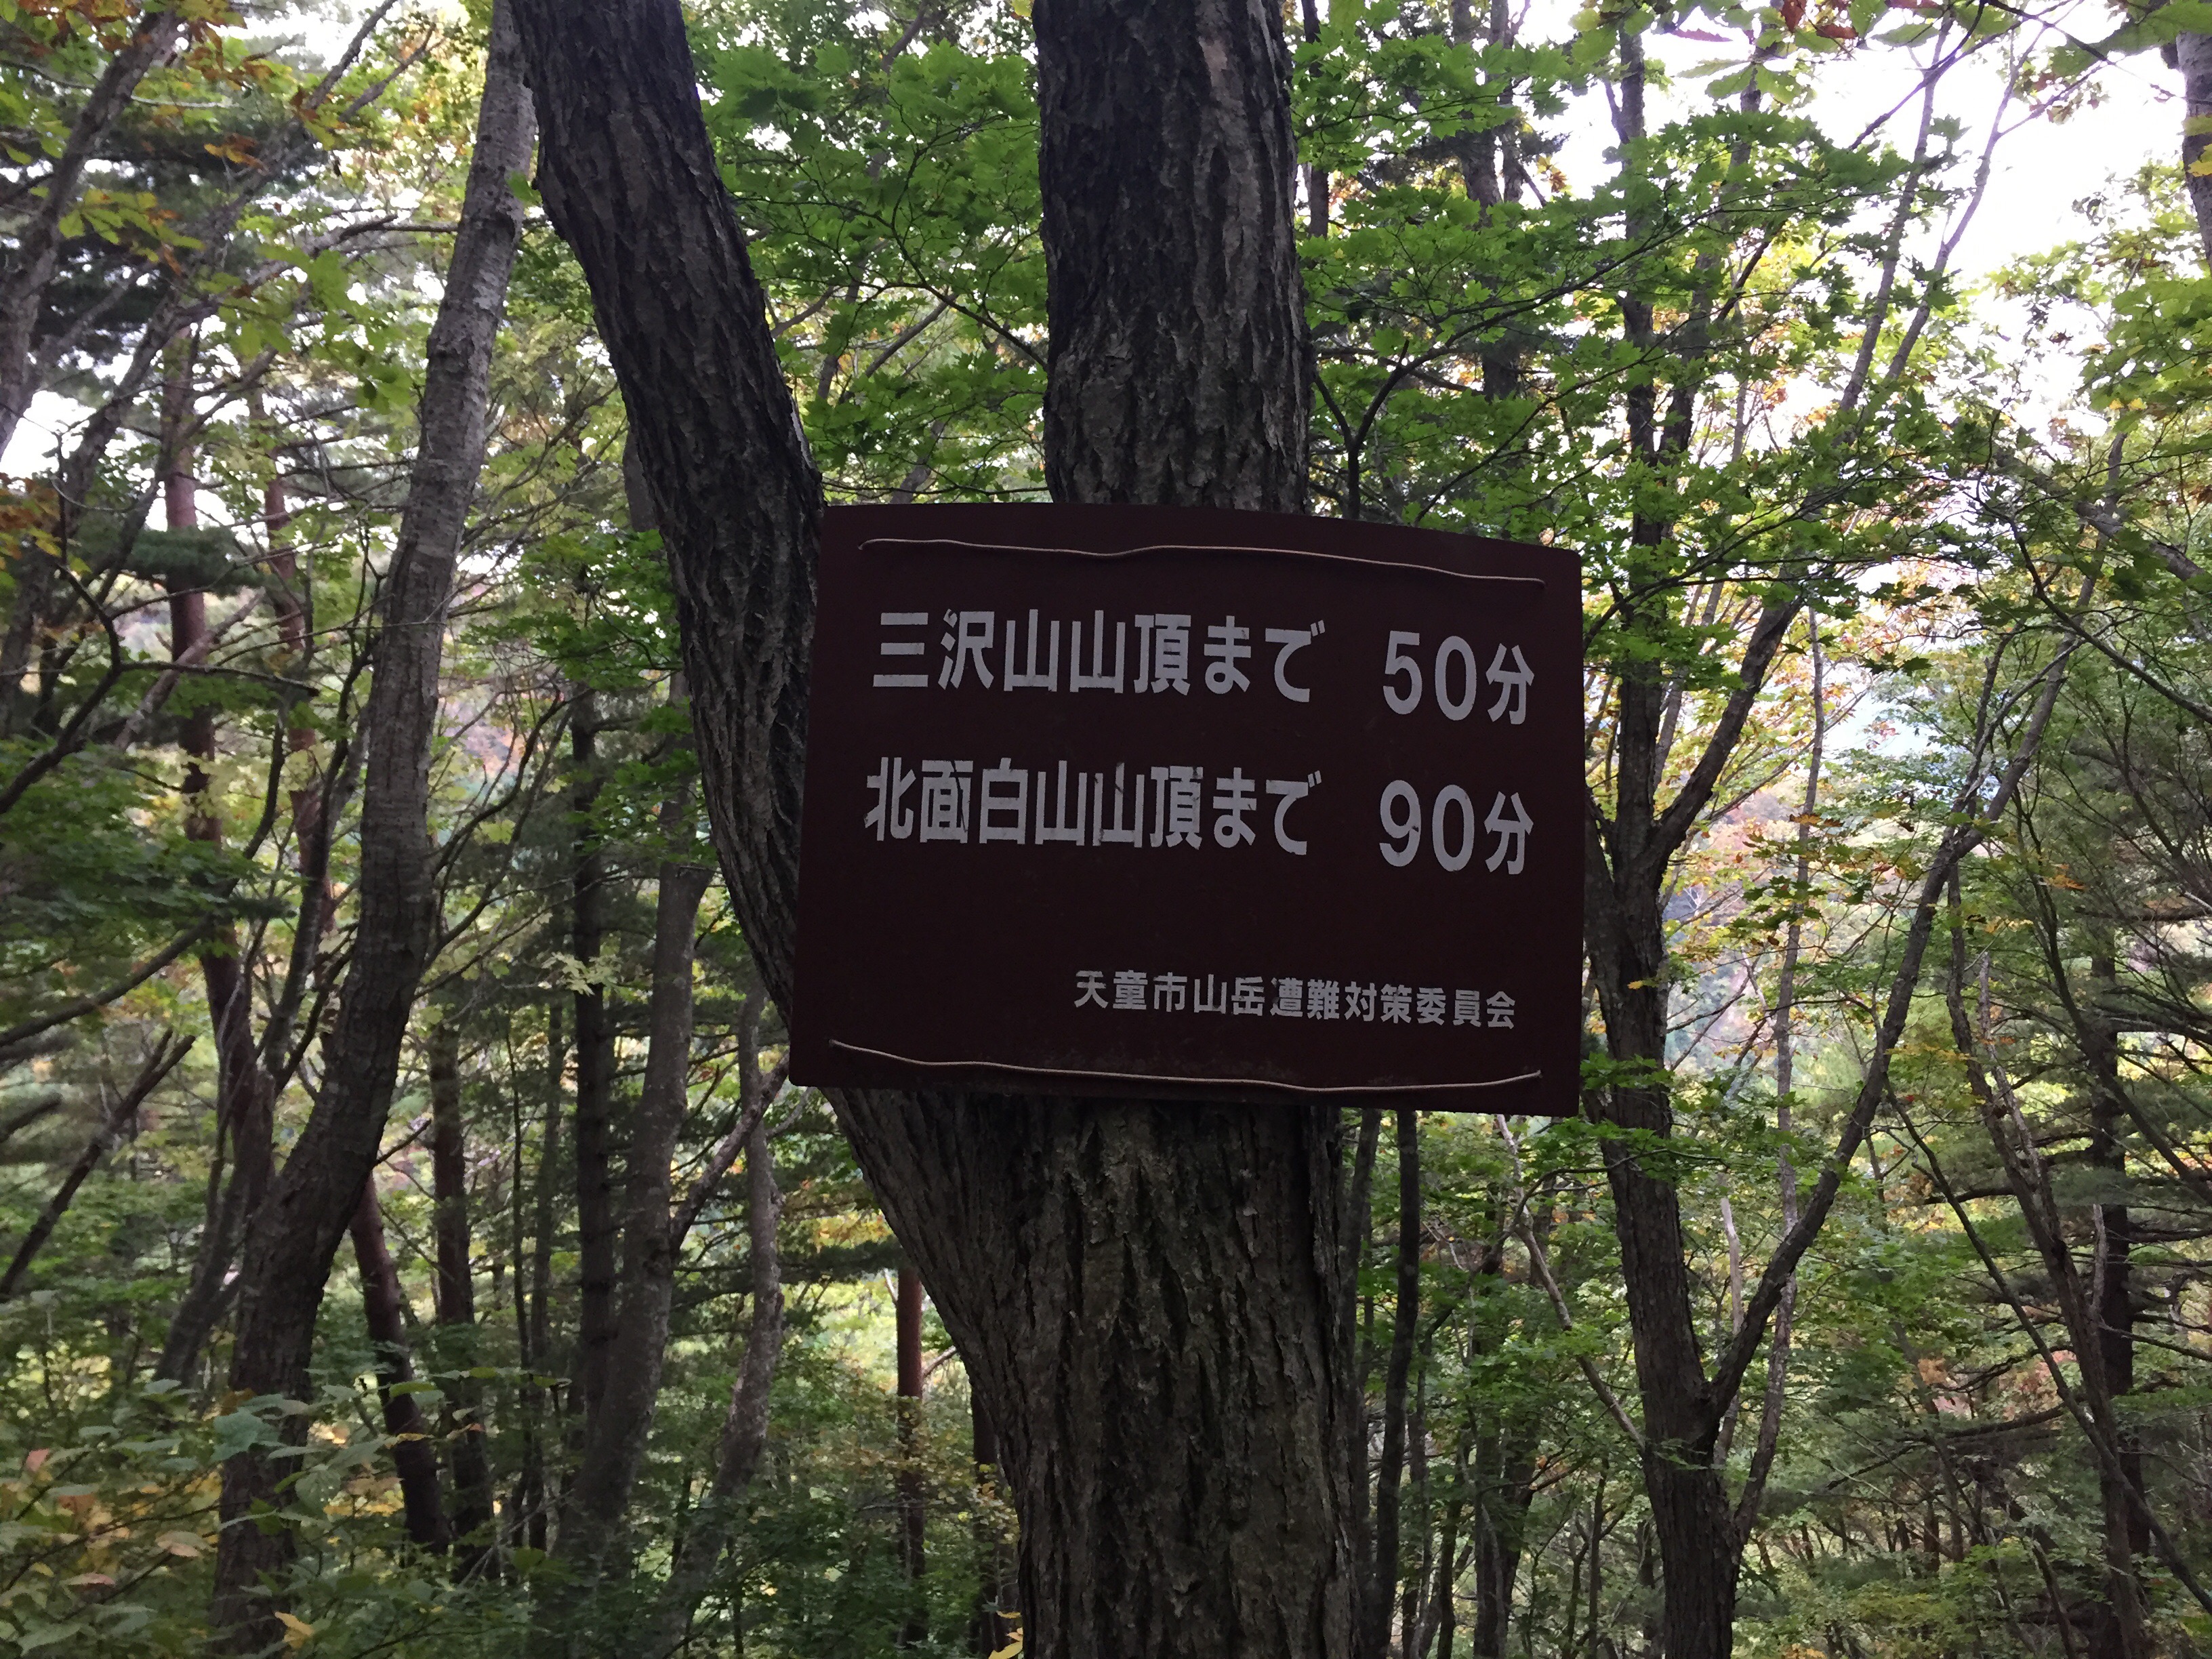 三沢山山頂まで 50分
北面白山山頂まで 90分
天童市山岳遭難対策委員会